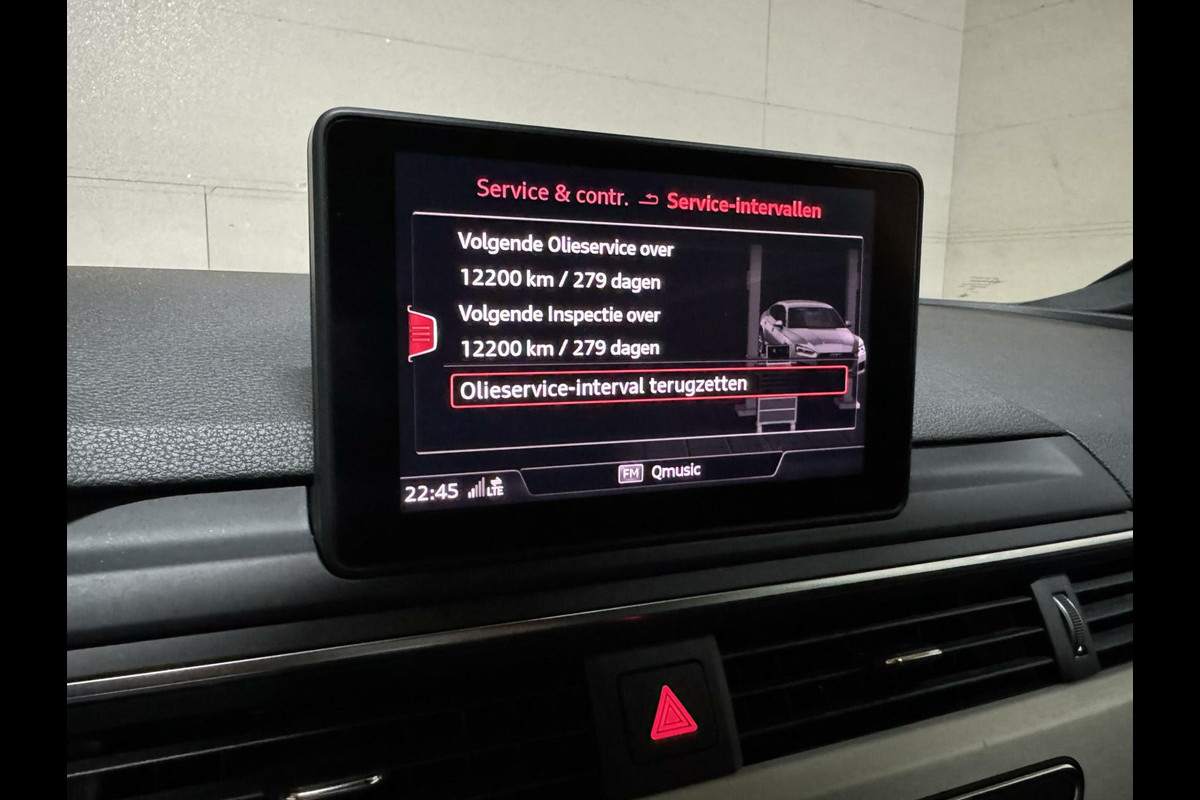 Service & contr. Service-intervallen
Volgende Olieservice over
12200 km / 279 dagen
Volgende Inspectie over
12200 km / 279 dagen
Olieservice-interval terugzetten
FM Qmusic
22:45 LTE